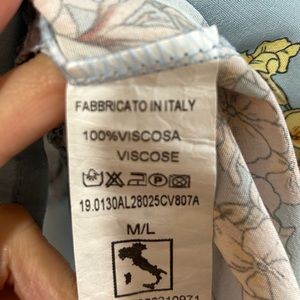 FABBRICATO IN ITALY
100%VISCOSA
VISCOSE
19.0130AL28025CV807A
M/L